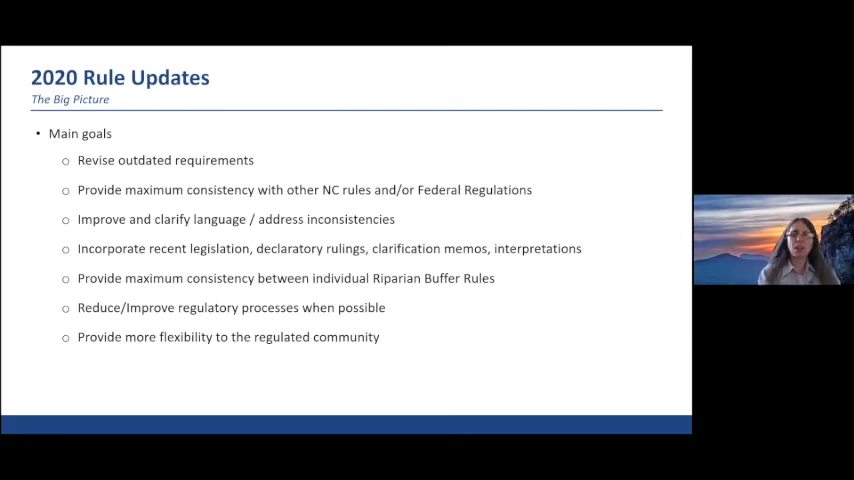 2020 Rule Updates
The Big Picture
• Main goals
o Revise outdated requirements
o Provide maximum consistency with other NC rules and/or Federal Regulations
o Improve and clarify language / address inconsistencies
o Incorporate recent legislation, declaratory rulings, clarification memos, interpretations
o Provide maximum consistency between individual Riparian Buffer Rules
o Reduce/Improve regulatory processes when possible
o Provide more flexibility to the regulated community